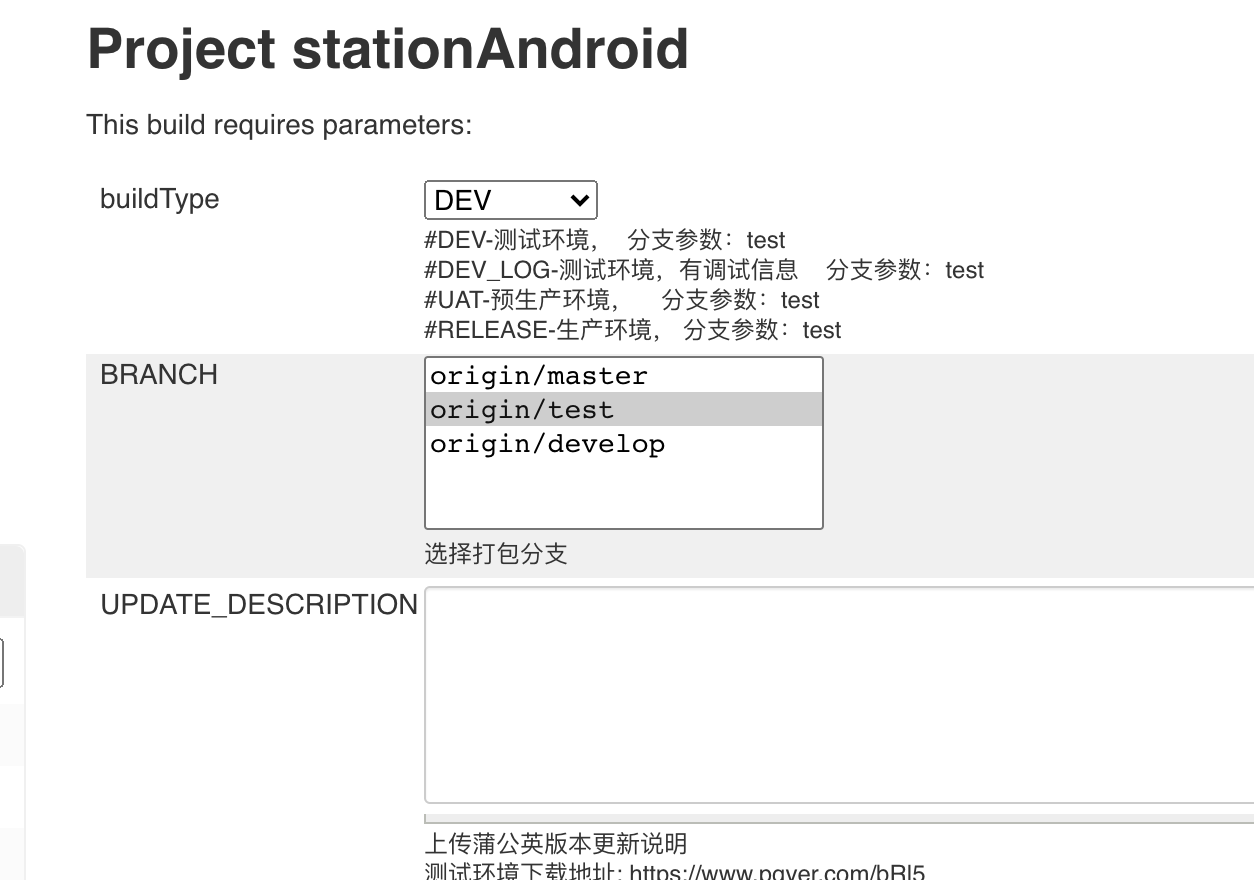 Project stationAndroid
This build requires parameters:
buildType
DEV
#DEV-测试环境， 分支参数：test
#DEV_LOG-测试环境，有调试信息 分支参数：test
#UAT-预生产环境， 分支参数：test
#RELEASE-生产环境， 分支参数：test
BRANCH
origin/master
origin/test
origin/develop
选择打包分支
UPDATE_DESCRIPTION
上传蒲公英版本更新说明
测试环境下载地址: https://www.pgyer.com/bRI5